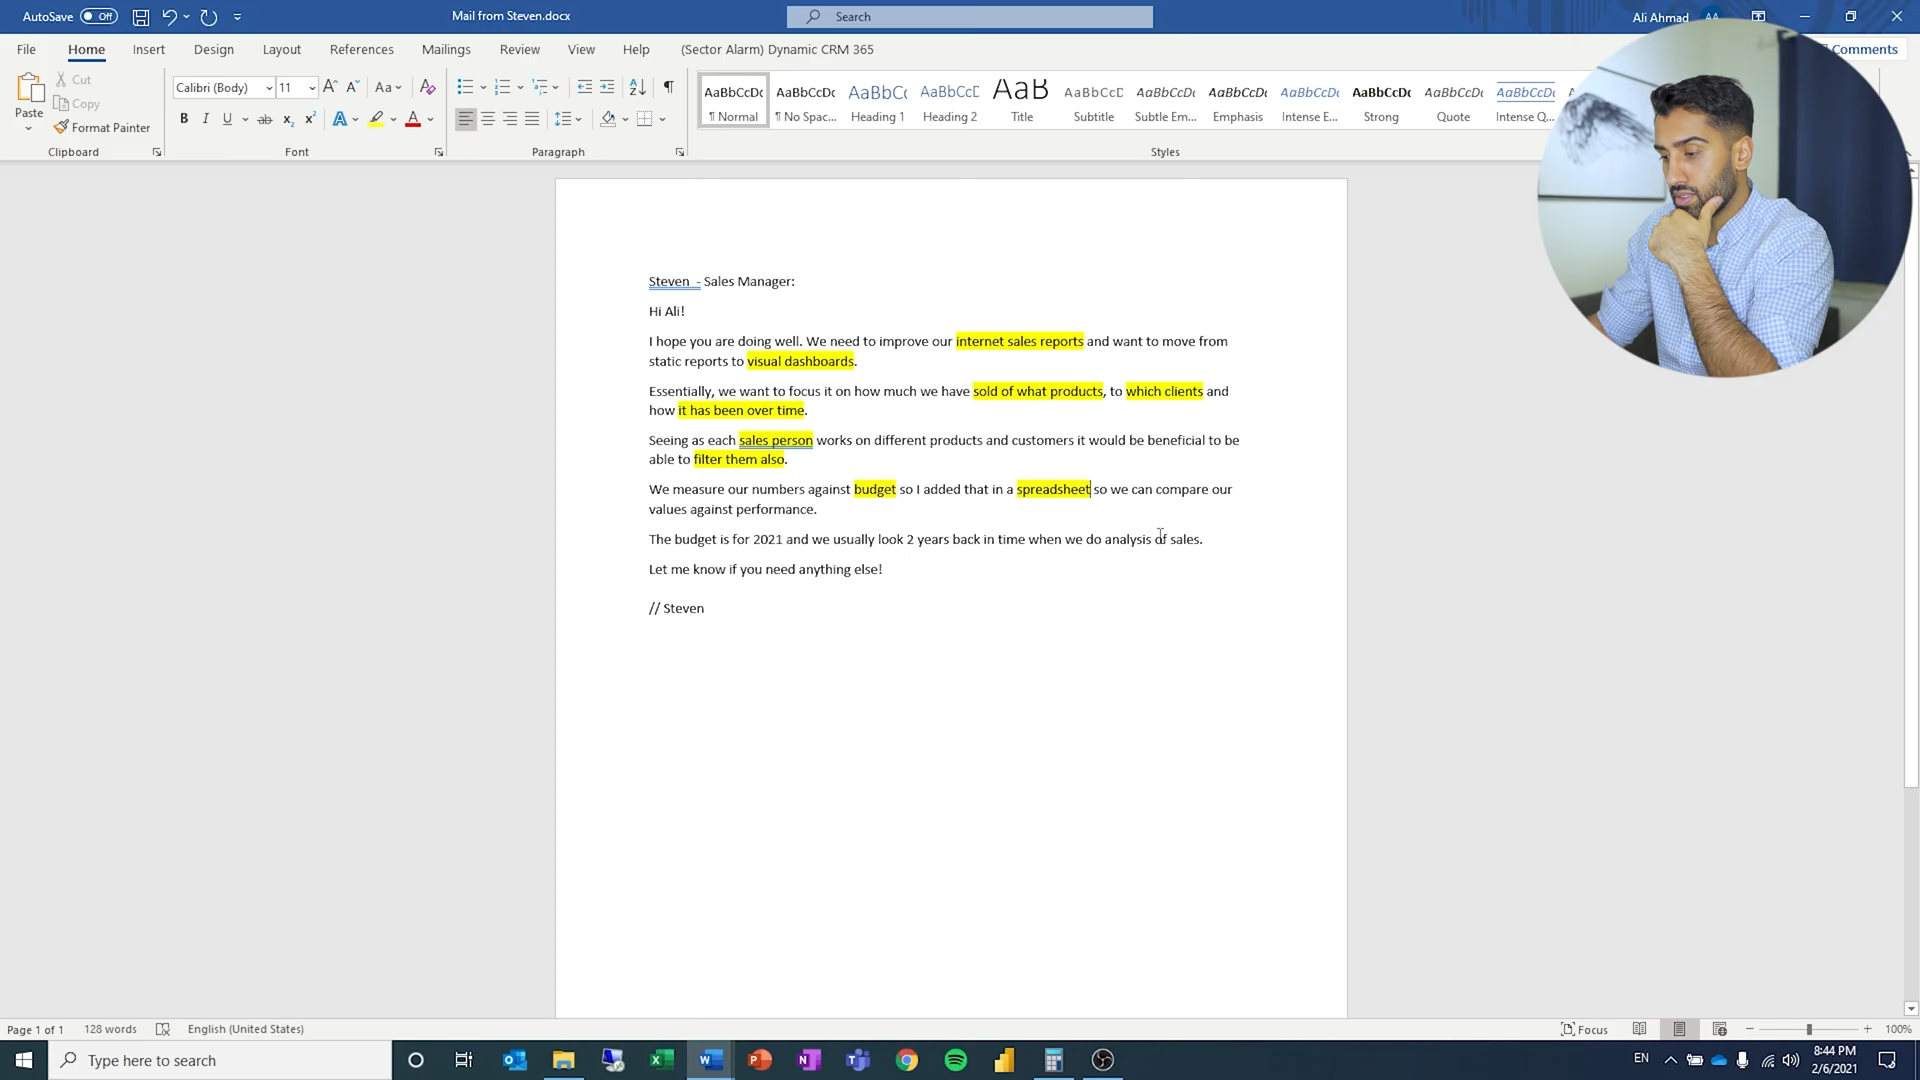 AutoSave Off
Mail from Steven.docx
Search
Ali Ahmad
File Home Insert Design Layout References Mailings Review View Help (Sector Alarm) Dynamic CRM 365
Comments
Paste
Cut
Copy
Format Painter
Clipboard
Calibri (Body) 11
Font
Paragraph
AaBbCcDc AaBbCcDc AaBbCc AaBbCcD AaB AaBbCcD AaBbCcDc AaBbCcDc AaBbCcDc AaBbCcDc AaBbCcDc AaBbCcDc
¶ Normal ¶ No Spac... Heading 1 Heading 2 Title Subtitle Subtle Em... Emphasis Intense E... Strong Quote Intense Q...
Styles
Steven - Sales Manager:
Hi Ali!
I hope you are doing well. We need to improve our internet sales reports and want to move from
static reports to visual dashboards.
Essentially, we want to focus it on how much we have sold of what products, to which clients and
how it has been over time.
Seeing as each sales person works on different products and customers it would be beneficial to be
able to filter them also.
We measure our numbers against budget so I added that in a spreadsheet so we can compare our
values against performance.
The budget is for 2021 and we usually look 2 years back in time when we do analysis of sales.
Let me know if you need anything else!
// Steven
Page 1 of 1 128 words English (United States)
Focus
100%
Type here to search
EN
8:44 PM
2/6/2021